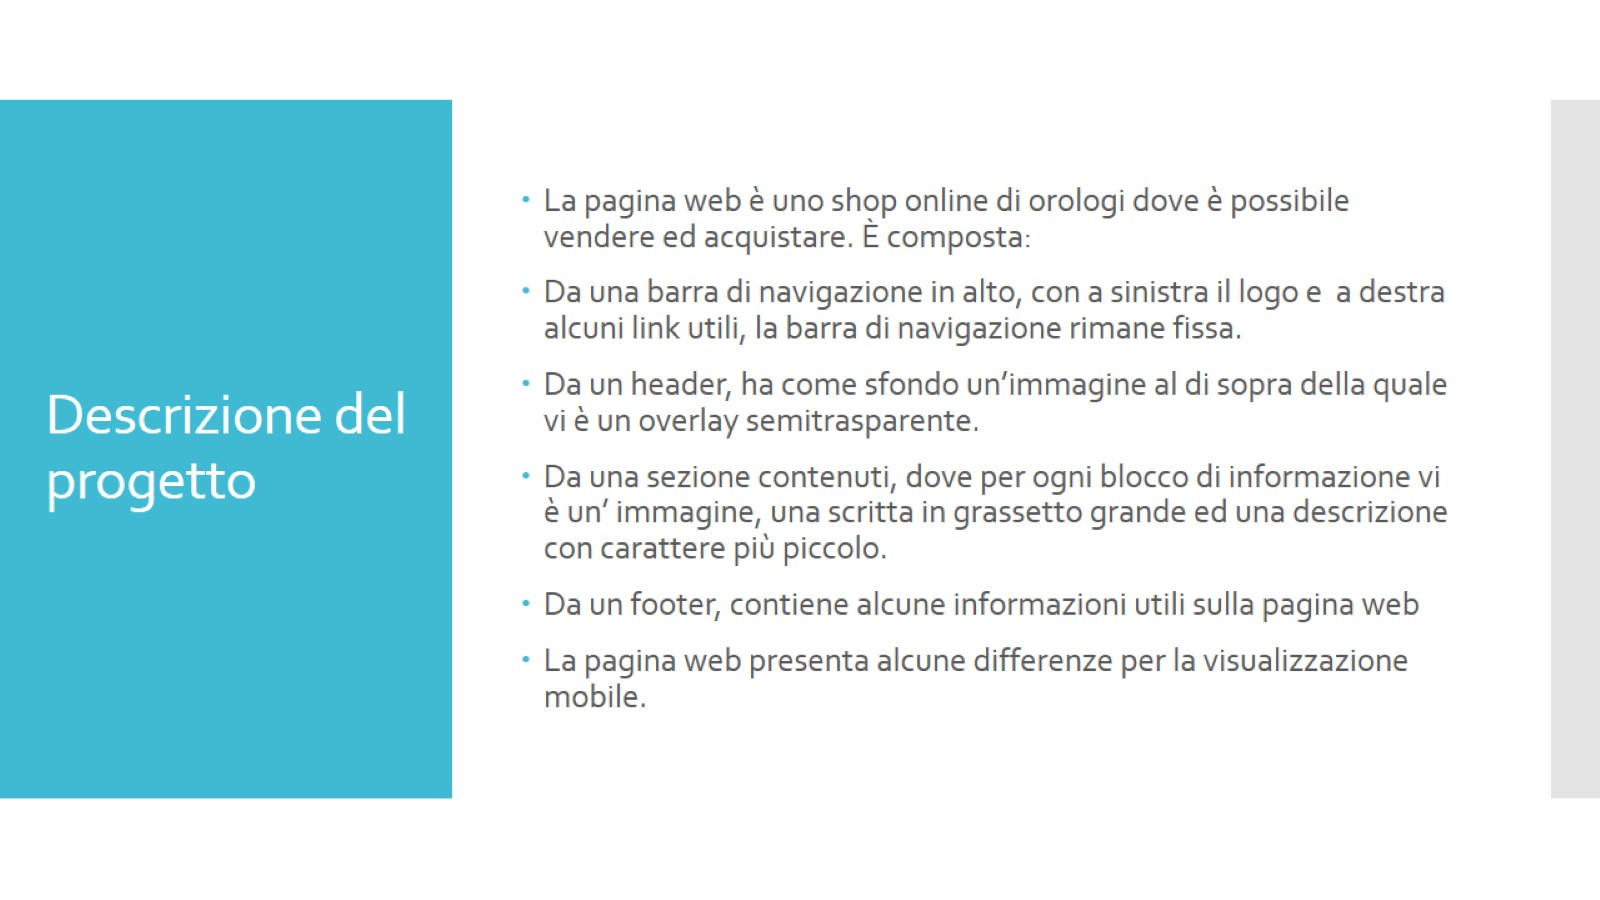 Descrizione del
progetto
• La pagina web è uno shop online di orologi dove è possibile
vendere ed acquistare. È composta:
• Da una barra di navigazione in alto, con a sinistra il logo e  a destra
alcuni link utili, la barra di navigazione rimane fissa.
• Da un header, ha come sfondo un’immagine al di sopra della quale
vi è un overlay semitrasparente.
• Da una sezione contenuti, dove per ogni blocco di informazione vi
è un’ immagine, una scritta in grassetto grande ed una descrizione
con carattere più piccolo.
• Da un footer, contiene alcune informazioni utili sulla pagina web
• La pagina web presenta alcune differenze per la visualizzazione
mobile.